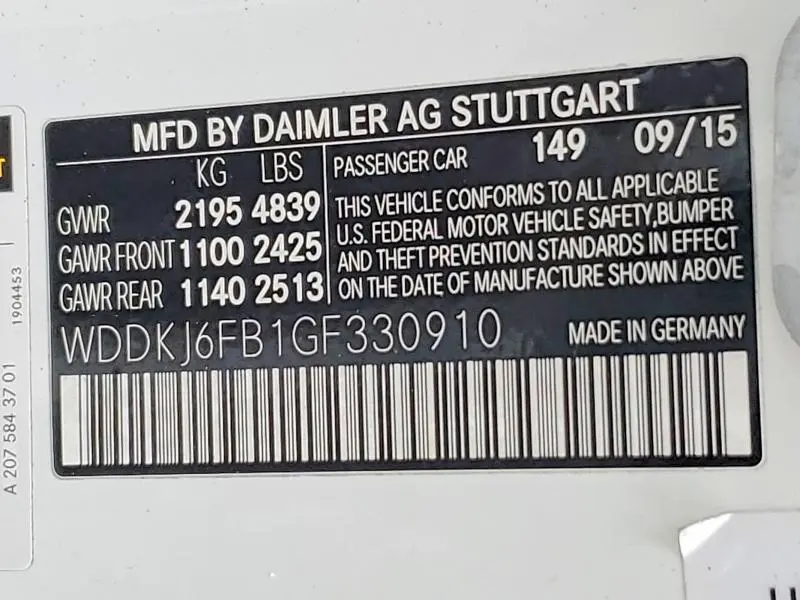 MFD BY DAIMLER AG STUTTGART
KG LBS
GVWR 2195 4839
GAWR FRONT 1100 2425
GAWR REAR 1140 2513
PASSENGER CAR 149 09/15
THIS VEHICLE CONFORMS TO ALL APPLICABLE
U.S. FEDERAL MOTOR VEHICLE SAFETY,BUMPER
AND THEFT PREVENTION STANDARDS IN EFFECT
ON THE DATE OF MANUFACTURE SHOWN ABOVE
WDDKJ6FB1GF330910 MADE IN GERMANY
A 207 584 37 01
1904453